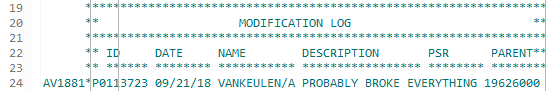 19 ******************************************************************
20 ** MODIFICATION LOG **
21 ******************************************************************
22 ** ID DATE NAME DESCRIPTION PSR PARENT**
23 ** ****** ******** *********** ****************** ******** ********
24 AV1881*P0113723 09/21/18 VANKEULEN/A PROBABLY BROKE EVERYTHING 19626000